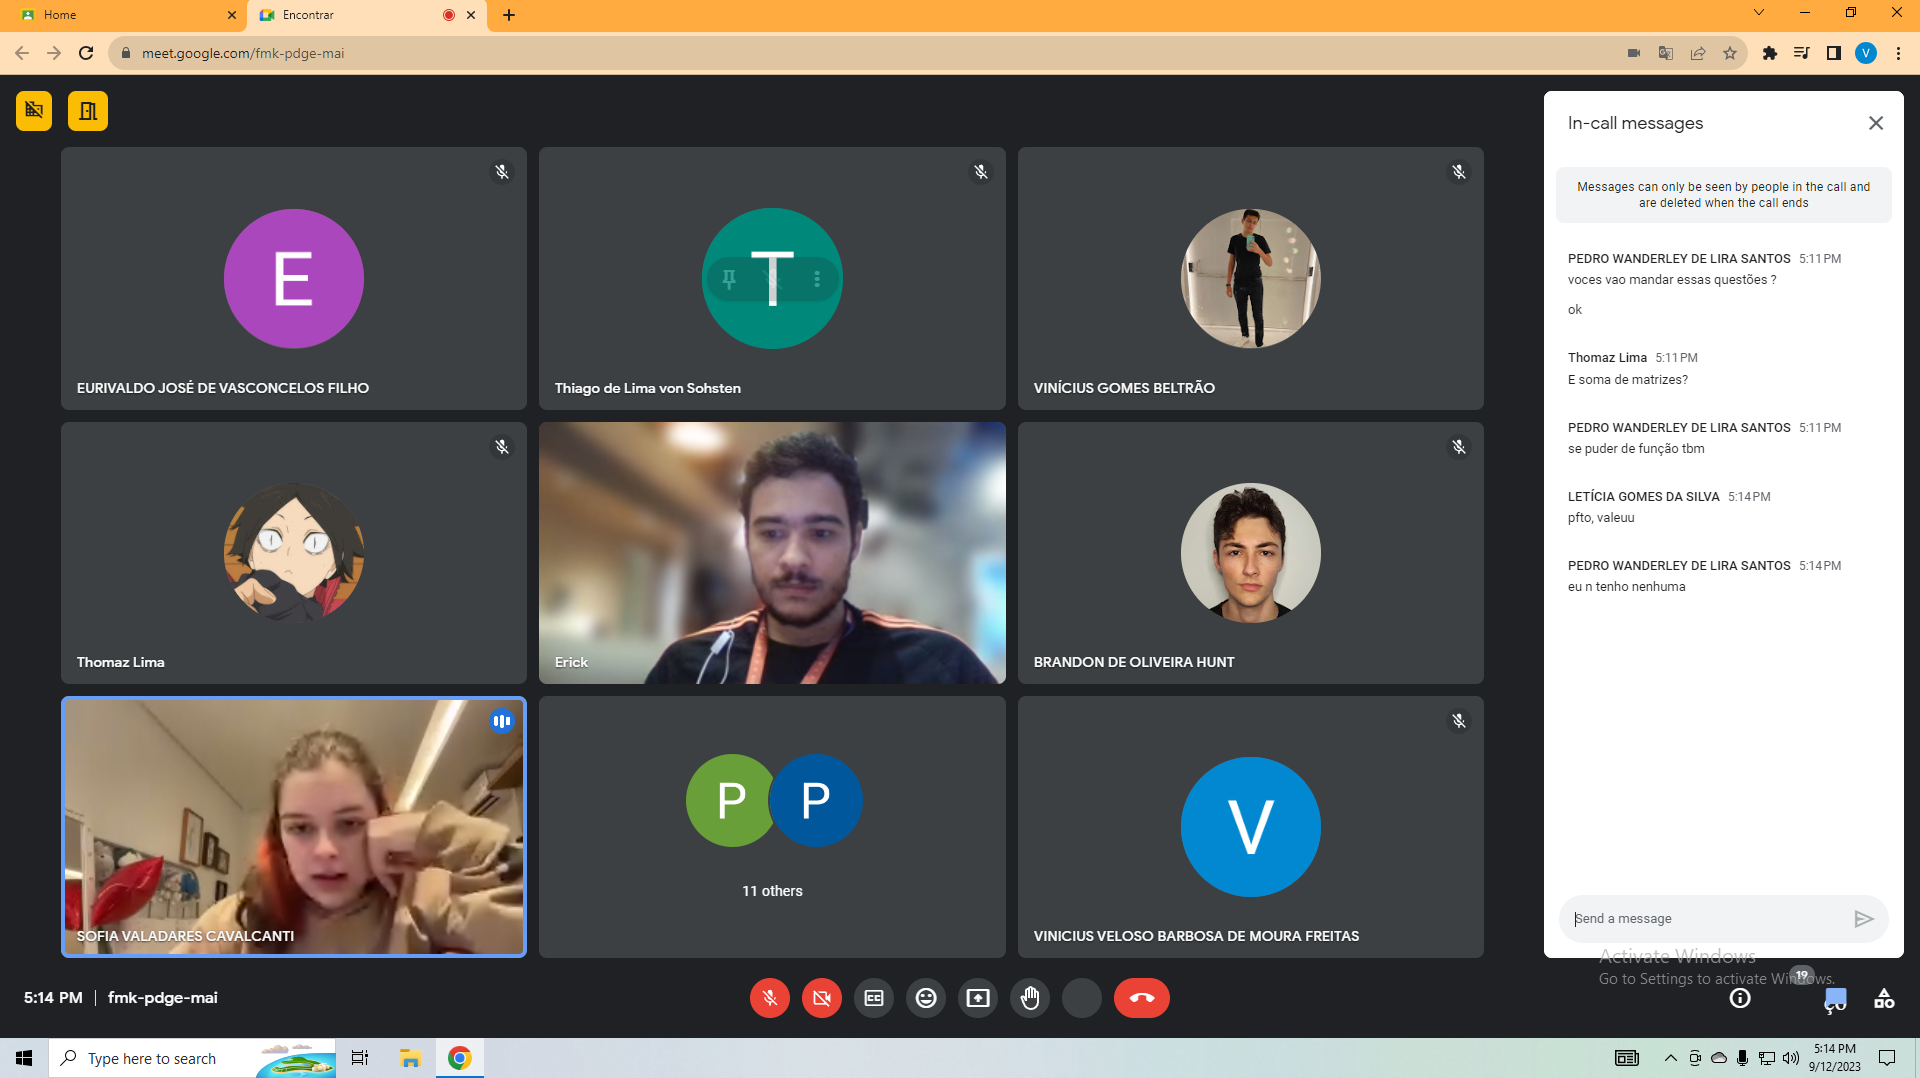 Home
Encontrar
meet.google.com/fmk-pdge-mai
V
E
EURIVALDO JOSÉ DE VASCONCELOS FILHO
T
Thiago de Lima von Sohsten
VINÍCIUS GOMES BELTRÃO
Thomaz Lima
Erick
BRANDON DE OLIVEIRA HUNT
SOFIA VALADARES CAVALCANTI
P
P
11 others
V
VINICIUS VELOSO BARBOSA DE MOURA FREITAS
In-call messages
Messages can only be seen by people in the call and
are deleted when the call ends
PEDRO WANDERLEY DE LIRA SANTOS 5:11 PM
voces vao mandar essas questões ?
ok
Thomaz Lima 5:11 PM
E soma de matrizes?
PEDRO WANDERLEY DE LIRA SANTOS 5:11 PM
se puder de função tbm
LETÍCIA GOMES DA SILVA 5:14 PM
pfto, valeuu
PEDRO WANDERLEY DE LIRA SANTOS 5:14 PM
eu n tenho nenhuma
Send a message
Activate Windows
Go to Settings to activate Windows.
5:14 PM | fmk-pdge-mai
CC
19
Type here to search
5:14 PM
9/12/2023